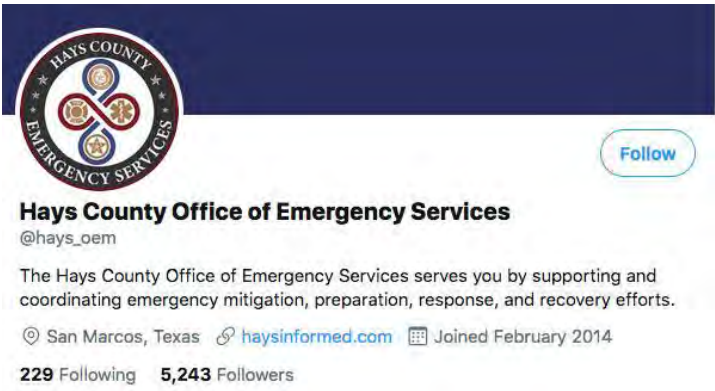 HAYS COUNTY
EMERGENCY SERVICES
Follow
Hays County Office of Emergency Services
@hays_oem
The Hays County Office of Emergency Services serves you by supporting and
coordinating emergency mitigation, preparation, response, and recovery efforts.
San Marcos, Texas haysinformed.com Joined February 2014
229 Following 5,243 Followers